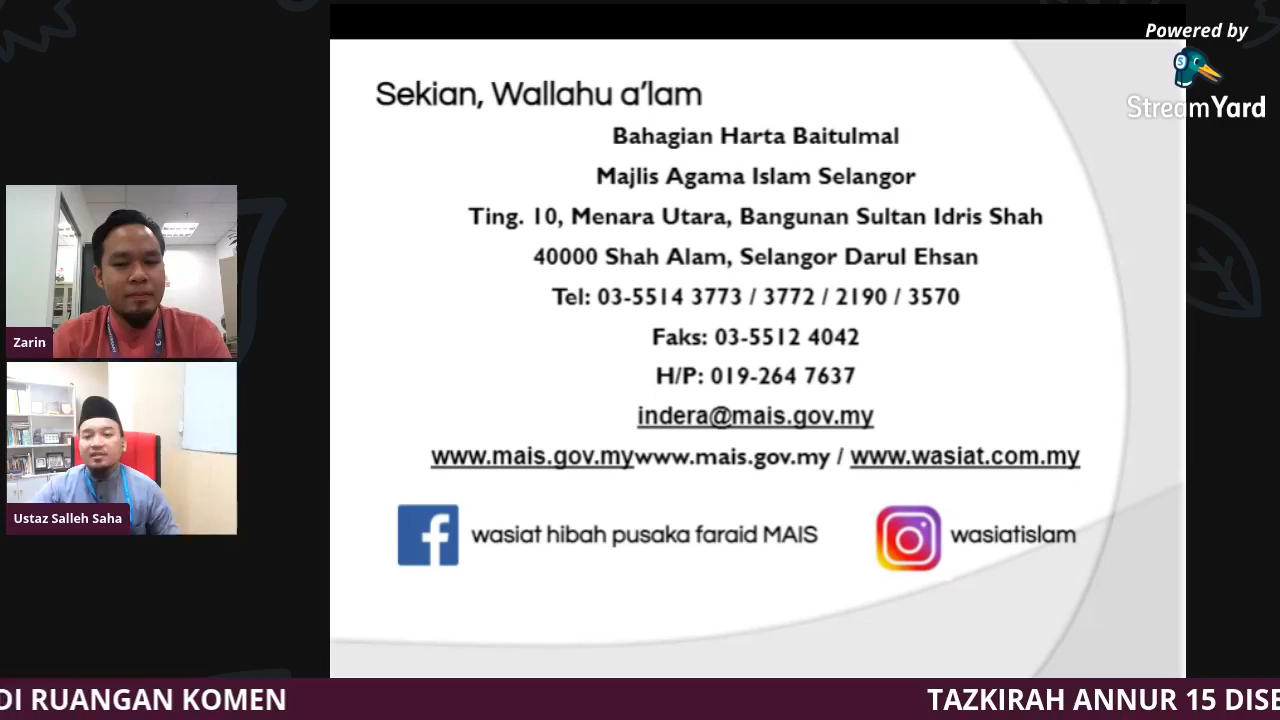 Powered by
StreamYard
Sekian, Wallahu a'lam
Bahagian Harta Baitulmal
Majlis Agama Islam Selangor
Ting. 10, Menara Utara, Bangunan Sultan Idris Shah
40000 Shah Alam, Selangor Darul Ehsan
Tel: 03-5514 3773 / 3772 / 2190 / 3570
Faks: 03-5512 4042
H/P: 019-264 7637
indera@mais.gov.my
www.mais.gov.mywww.mais.gov.my / www.wasiat.com.my
wasiat hibah pusaka faraid MAIS
wasiatislam
Zarin
Ustaz Salleh Saha
DI RUANGAN KOMEN
TAZKIRAH ANNUR 15 DISE